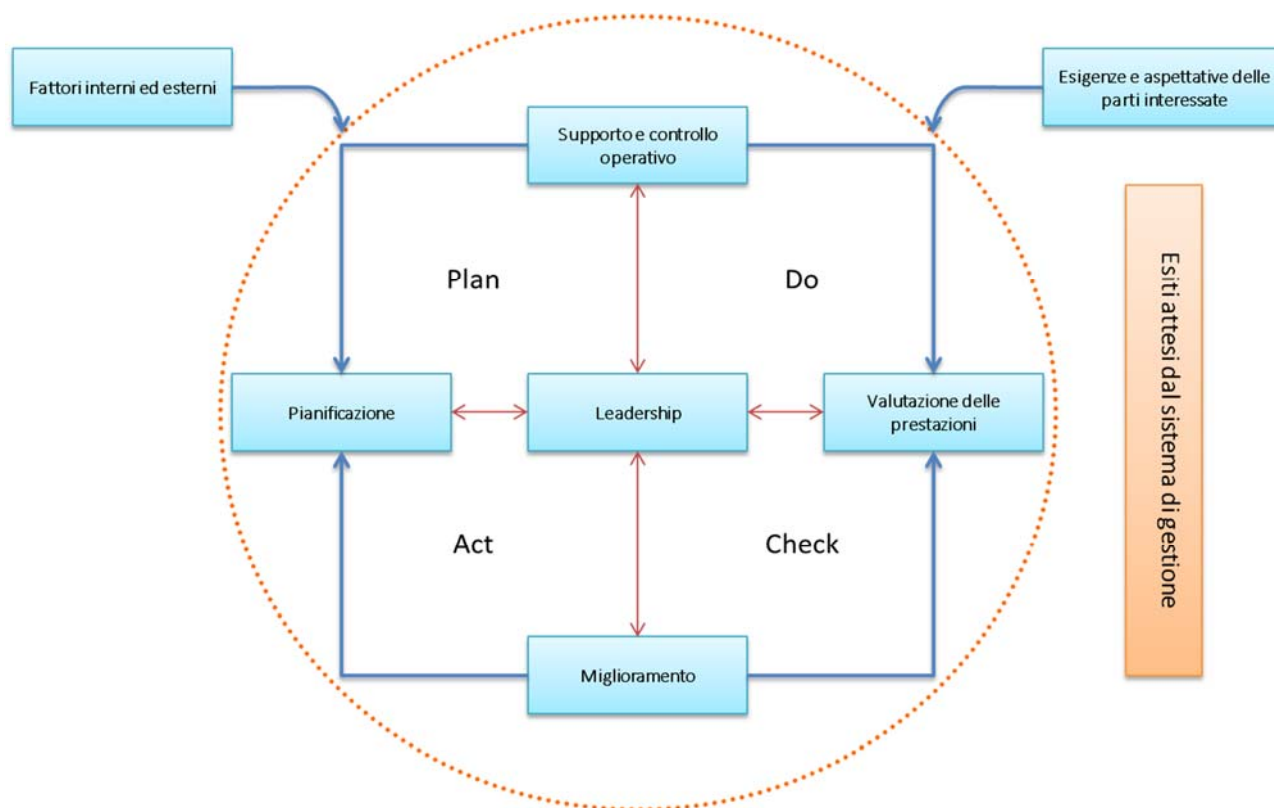 Fattori interni ed esterni
Esigenze e aspettative delle
parti interessate
Supporto e controllo
operativo
Plan
Do
Pianificazione
Leadership
Valutazione delle
prestazioni
Act
Check
Miglioramento
Esiti attesi dal sistema di gestione